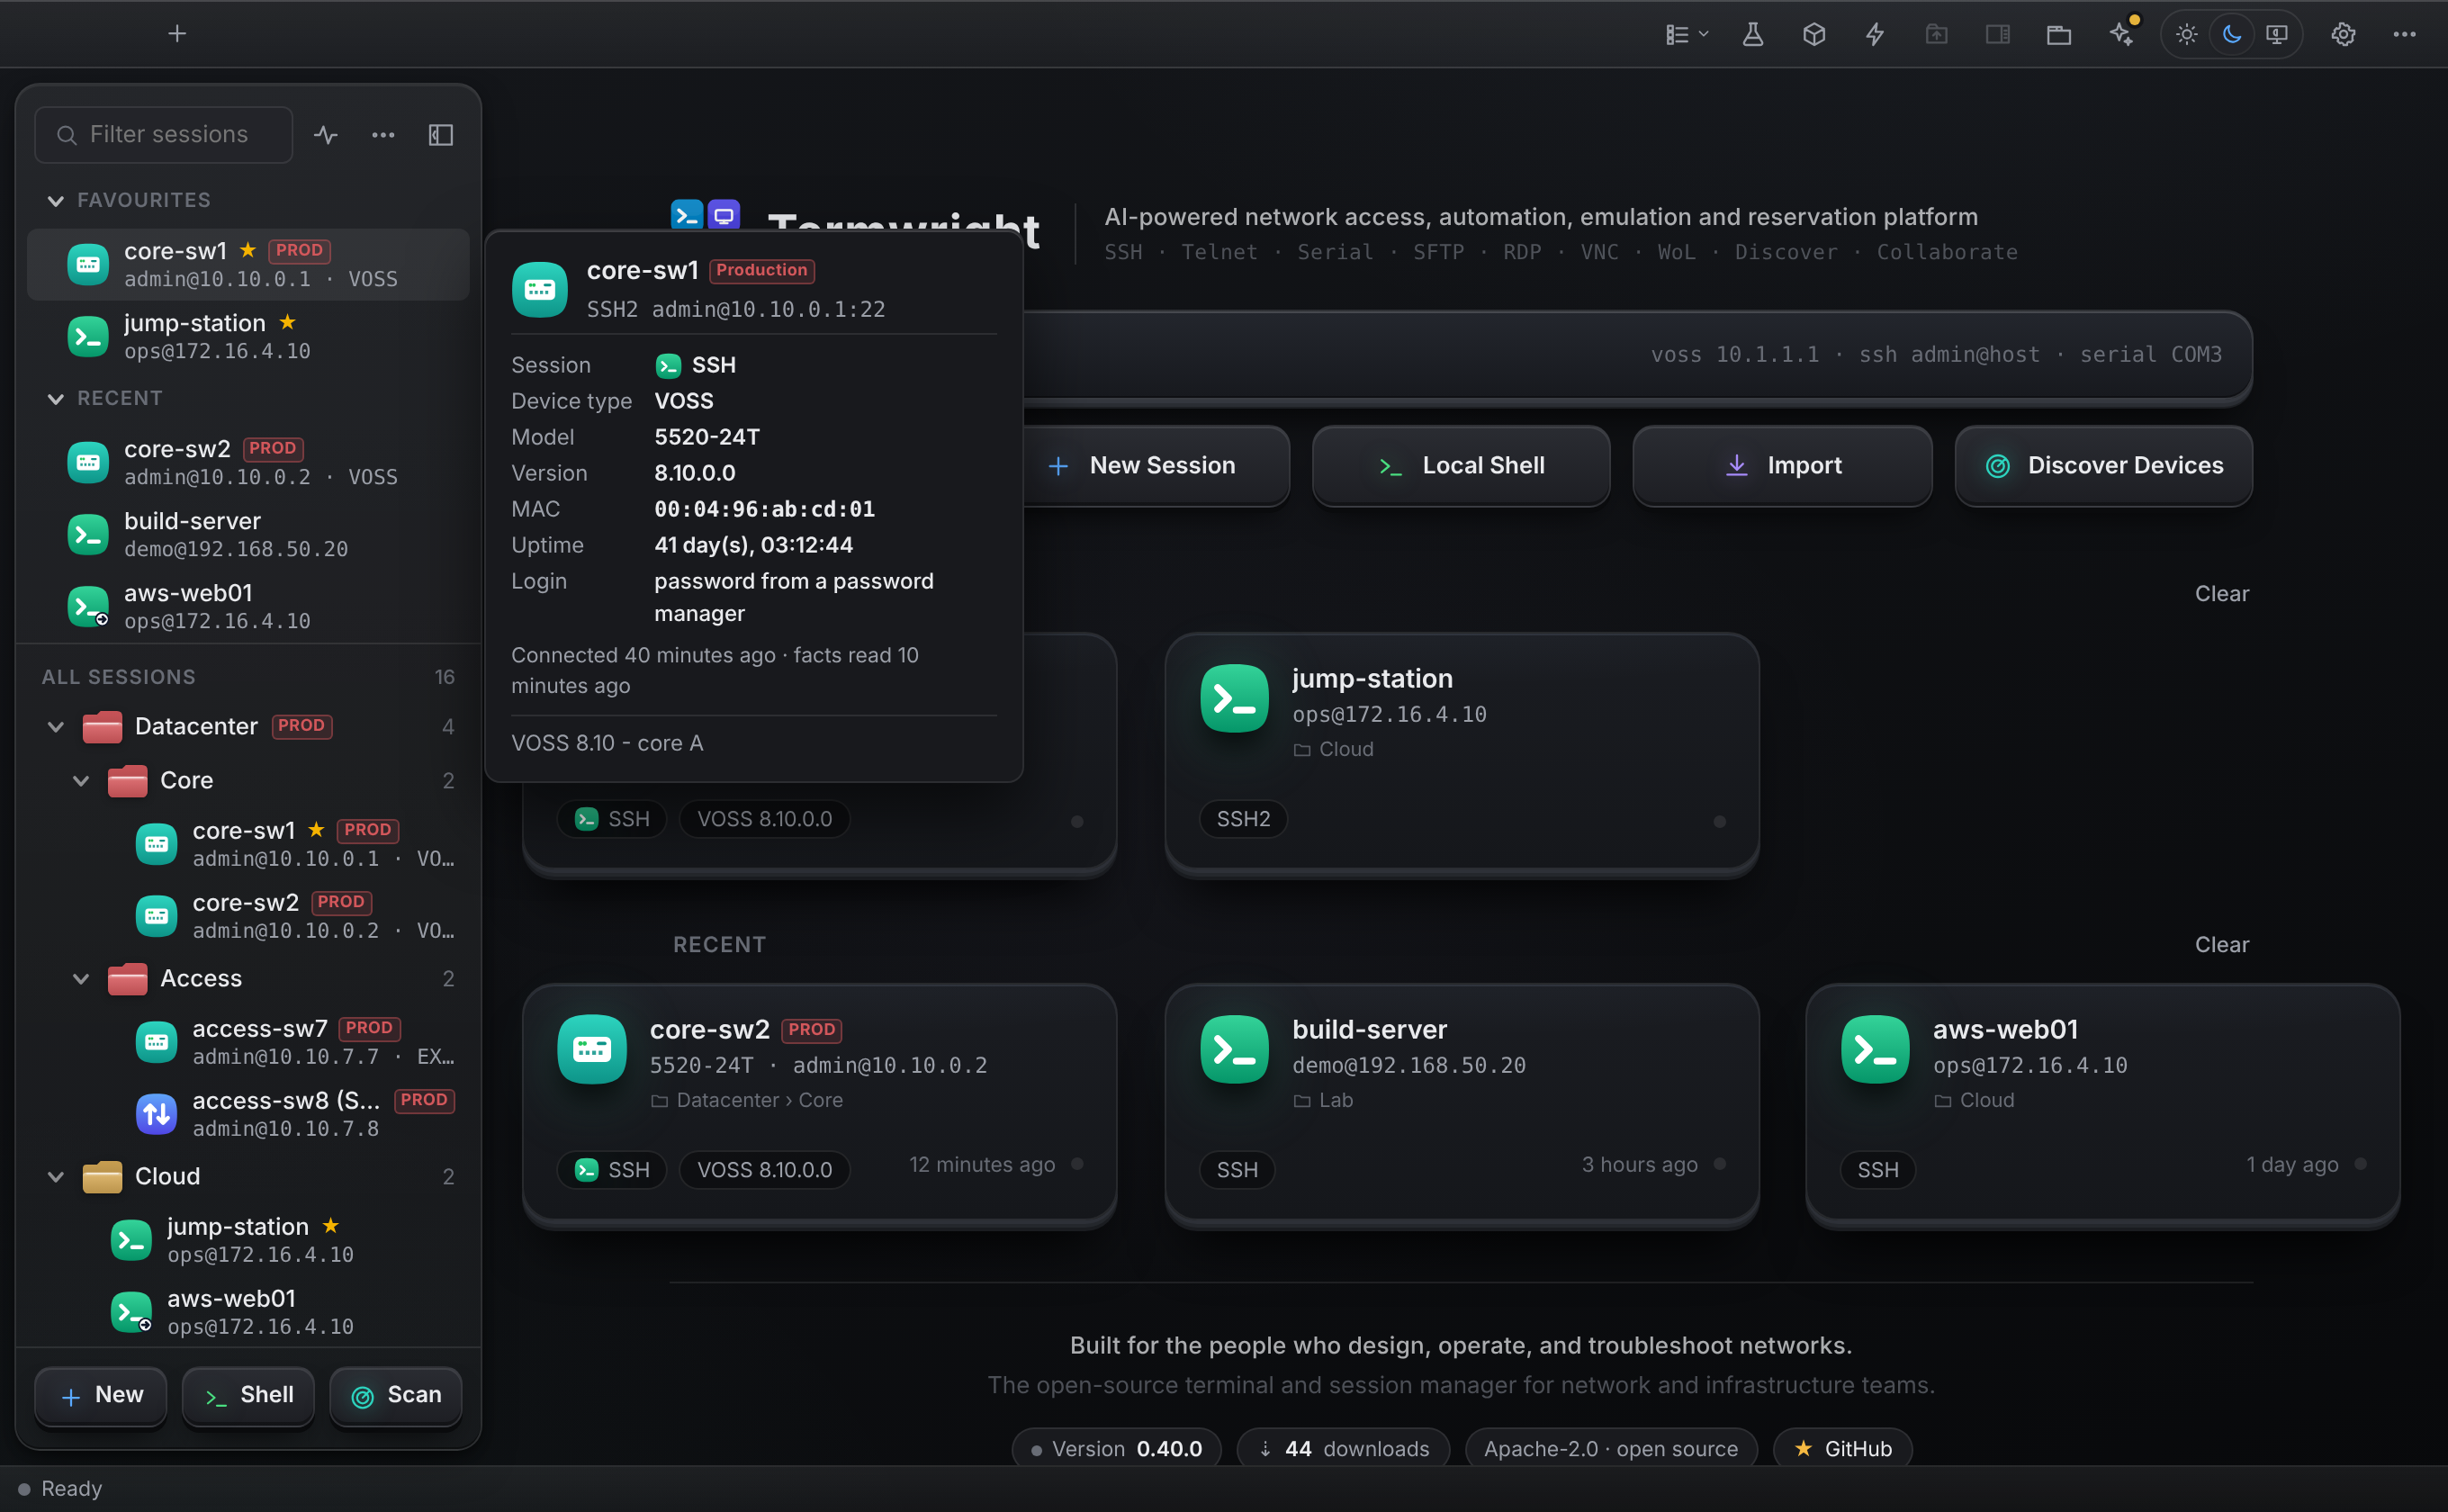 Filter sessions
FAVOURITES
core-sw1 ★ PROD
admin@10.10.0.1 · VOSS
jump-station ★
ops@172.16.4.10
RECENT
core-sw2 PROD
admin@10.10.0.2 · VOSS
build-server
demo@192.168.50.20
aws-web01
ops@172.16.4.10
ALL SESSIONS 16
Datacenter PROD 4
Core 2
core-sw1 ★ PROD
admin@10.10.0.1 · VO…
core-sw2 PROD
admin@10.10.0.2 · VO…
Access 2
access-sw7 PROD
admin@10.10.7.7 · EX…
access-sw8 (S… PROD
admin@10.10.7.8
Cloud 2
jump-station ★
ops@172.16.4.10
aws-web01
ops@172.16.4.10
New
Shell
Scan
Ready
core-sw1 Production
SSH2 admin@10.10.0.1:22
Session SSH
Device type VOSS
Model 5520-24T
Version 8.10.0.0
MAC 00:04:96:ab:cd:01
Uptime 41 day(s), 03:12:44
Login password from a password
manager
Connected 40 minutes ago · facts read 10
minutes ago
VOSS 8.10 - core A
AI-powered network access, automation, emulation and reservation platform
SSH · Telnet · Serial · SFTP · RDP · VNC · WoL · Discover · Collaborate
voss 10.1.1.1 · ssh admin@host · serial COM3
New Session
Local Shell
Import
Discover Devices
Clear
SSH
VOSS 8.10.0.0
jump-station
ops@172.16.4.10
Cloud
SSH2
RECENT
Clear
core-sw2 PROD
5520-24T · admin@10.10.0.2
Datacenter › Core
SSH
VOSS 8.10.0.0
12 minutes ago
build-server
demo@192.168.50.20
Lab
SSH
3 hours ago
aws-web01
ops@172.16.4.10
Cloud
SSH
1 day ago
Built for the people who design, operate, and troubleshoot networks.
The open-source terminal and session manager for network and infrastructure teams.
Version 0.40.0
44 downloads
Apache-2.0 · open source
★ GitHub